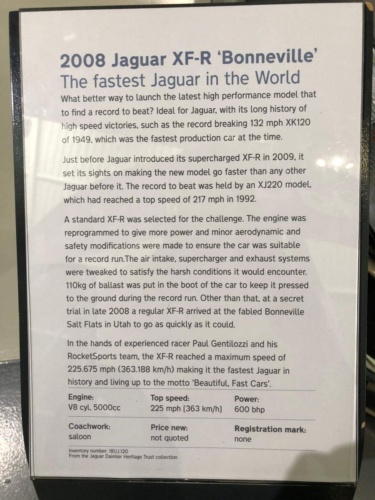 2008 Jaguar XF-R ‘Bonneville’
The fastest Jaguar in the World
What better way to launch the latest high performance model that
to find a record to beat? Ideal for Jaguar, with its long history of
high speed victories, such as the record breaking 132 mph XK120
of 1949, which was the fastest production car at the time.
Just before Jaguar introduced its supercharged XF-R in 2009, it
set its sights on making the new model go faster than any other
Jaguar before it. The record to beat was held by an XJ220 model,
which had reached a top speed of 217 mph in 1992.
A standard XF-R was selected for the challenge. The engine was
reprogrammed to give more power and minor aerodynamic and
safety modifications were made to ensure the car was suitable
for a record run.The air intake, supercharger and exhaust systems
were tweaked to satisfy the harsh conditions it would encounter.
110kg of ballast was put in the boot of the car to keep it pressed
to the ground during the record run. Other than that, at a secret
trial in late 2008 a regular XF-R arrived at the fabled Bonneville
Salt Flats in Utah to go as quickly as it could.
In the hands of experienced racer Paul Gentilozzi and his
RocketSports team, the XF-R reached a maximum speed of
225.675 mph (363.188 km/h) making it the fastest Jaguar in
history and living up to the motto ‘Beautiful, Fast Cars’.
Engine: Top speed: Power:
V8 cyl, 5000cc 225 mph (363 km/h) 600 bhp
Coachwork: Price new: Registration mark:
saloon not quoted none
Inventory number: 18/J.1.120
From the Jaguar Daimler Heritage Trust collection